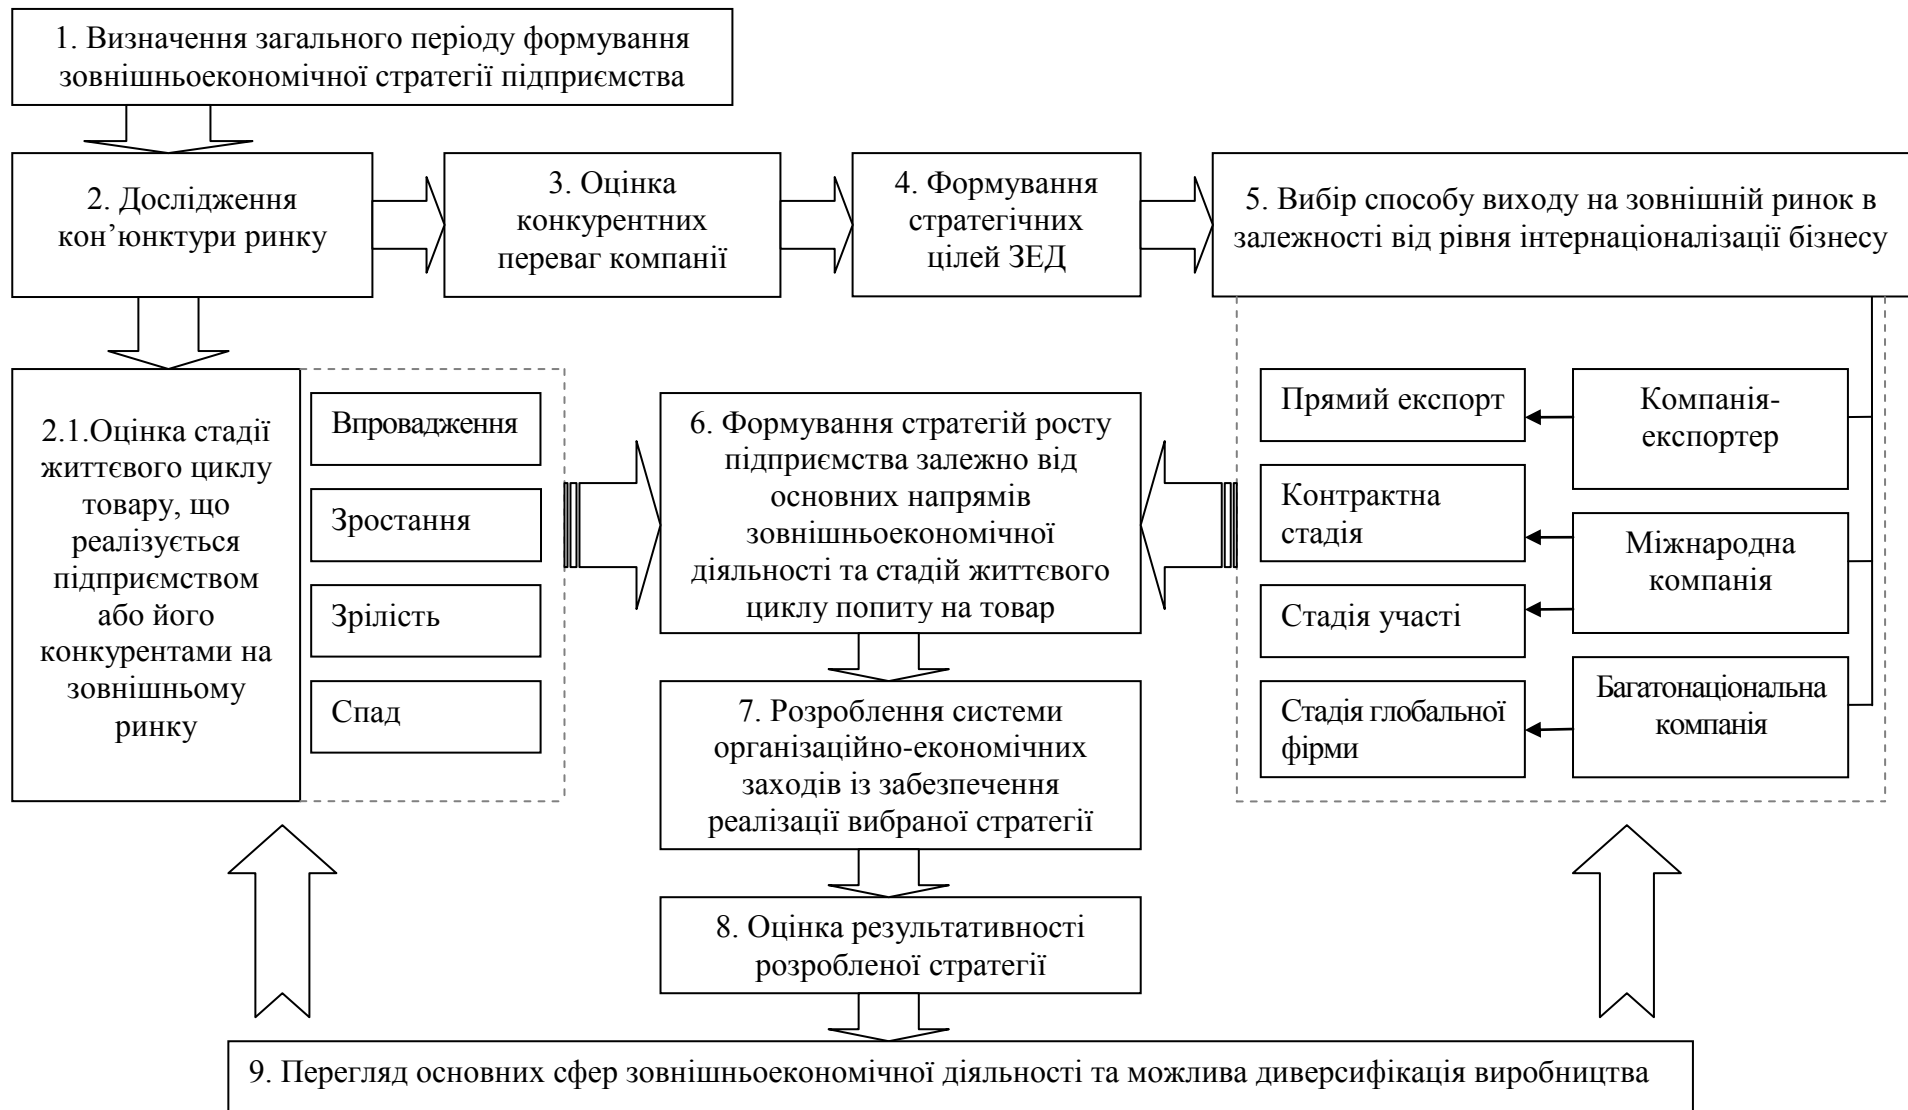 1. Визначення загального періоду формування
зовнішньоекономічної стратегії підприємства
2. Дослідження
кон’юнктури ринку
3. Оцінка
конкурентних
переваг компанії
4. Формування
стратегічних
цілей ЗЕД
5. Вибір способу виходу на зовнішній ринок в
залежності від рівня інтернаціоналізації бізнесу
2.1.Оцінка стадії
життєвого циклу
товару, що
реалізується
підприємством
або його
конкурентами на
зовнішньому
ринку
Впровадження
Зростання
Зрілість
Спад
6. Формування стратегій росту
підприємства залежно від
основних напрямів
зовнішньоекономічної
діяльності та стадій життєвого
циклу попиту на товар
Прямий експорт
Контрактна
стадія
Стадія участі
Стадія глобальної
фірми
Компанія-
експортер
Міжнародна
компанія
Багатонаціональна
компанія
7. Розроблення системи
організаційно-економічних
заходів із забезпечення
реалізації вибраної стратегії
8. Оцінка результативності
розробленої стратегії
9. Перегляд основних сфер зовнішньоекономічної діяльності та можлива диверсифікація виробництва